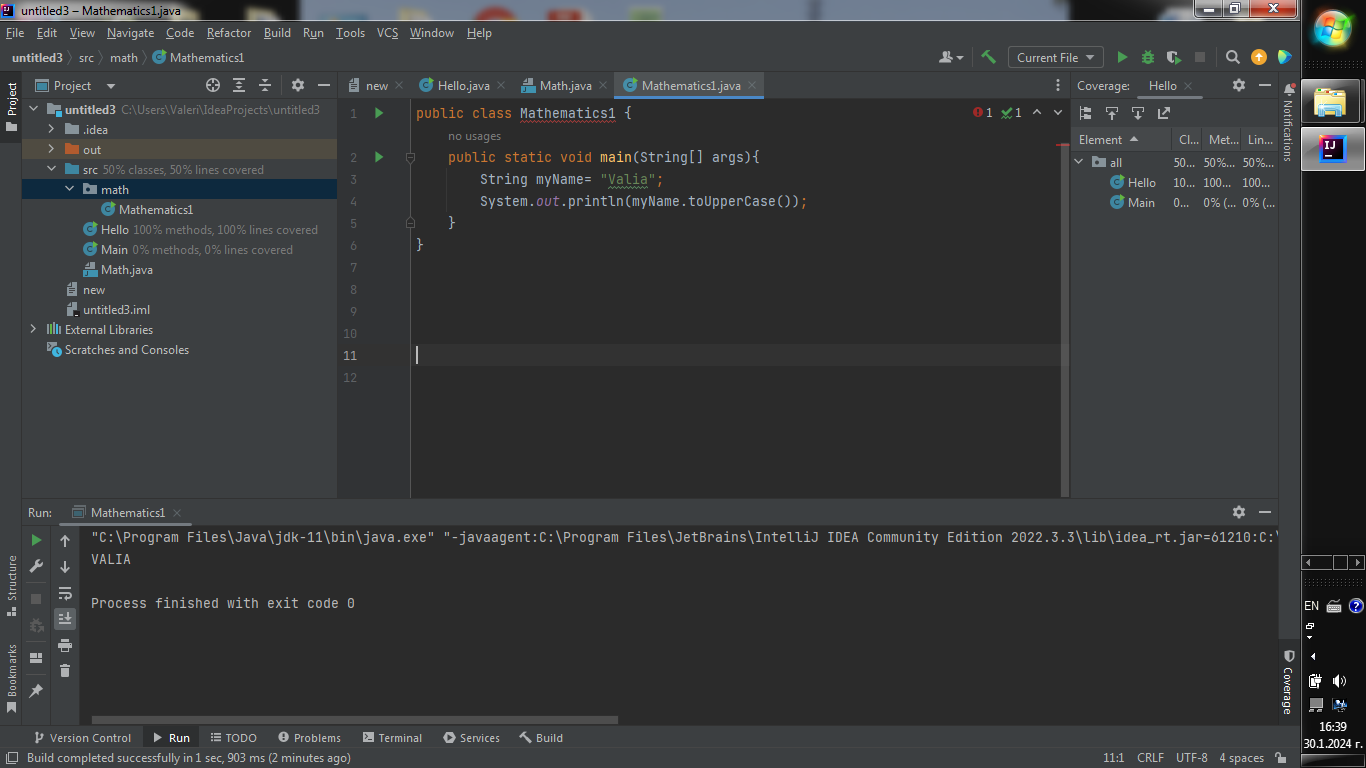 untitled3 – Mathematics1.java
File Edit View Navigate Code Refactor Build Run Tools VCS Window Help
untitled3 src math Mathematics1
Current File
Project
Project
untitled3 C:\Users\Valeri\IdeaProjects\untitled3
.idea
out
src 50% classes, 50% lines covered
math
Mathematics1
Hello 100% methods, 100% lines covered
Main 0% methods, 0% lines covered
Math.java
new
untitled3.iml
External Libraries
Scratches and Consoles
new Hello.java Math.java Mathematics1.java
1 public class Mathematics1 {
no usages
2 public static void main(String[] args){
3 String myName= "Valia";
4 System.out.println(myName.toUpperCase());
5 }
6 }
7
8
9
10
11
12
1 1
Coverage: Hello
Element Cl... Met... Lin...
all 50... 50%... 50%...
Hello 10... 100... 100...
Main 0... 0% (... 0% (...
Notifications
Coverage
Run: Mathematics1
"C:\Program Files\Java\jdk-11\bin\java.exe" "-javaagent:C:\Program Files\JetBrains\IntelliJ IDEA Community Edition 2022.3.3\lib\idea_rt.jar=61210:C:\
VALIA
Process finished with exit code 0
Structure
Bookmarks
Version Control Run TODO Problems Terminal Services Build
Build completed successfully in 1 sec, 903 ms (2 minutes ago)
11:1 CRLF UTF-8 4 spaces
IJ
EN
16:39
30.1.2024 г.